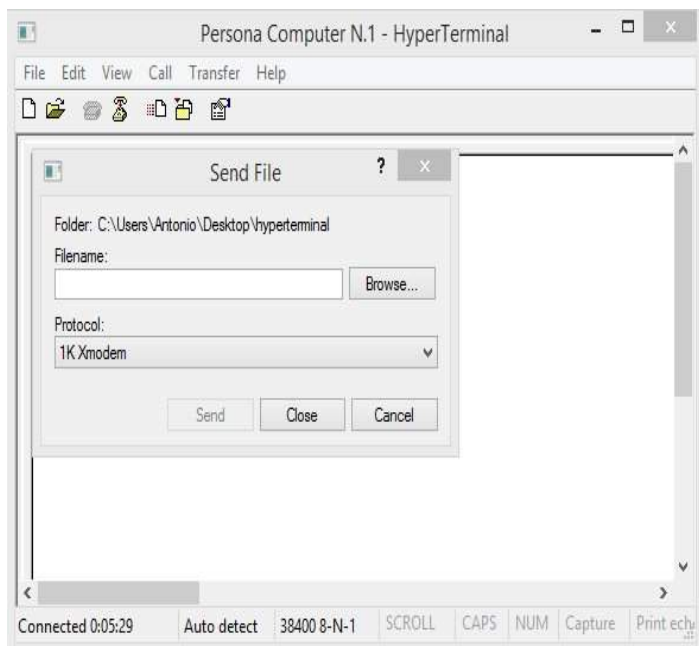 Persona Computer N.1 - HyperTerminal
File Edit View Call Transfer Help
Send File
Folder: C:\Users\Antonio\Desktop\hyperterminal
Filename:
Browse...
Protocol:
1K Xmodem
Send Close Cancel
Connected 0:05:29 Auto detect 38400 8-N-1 SCROLL CAPS NUM Capture Print ech